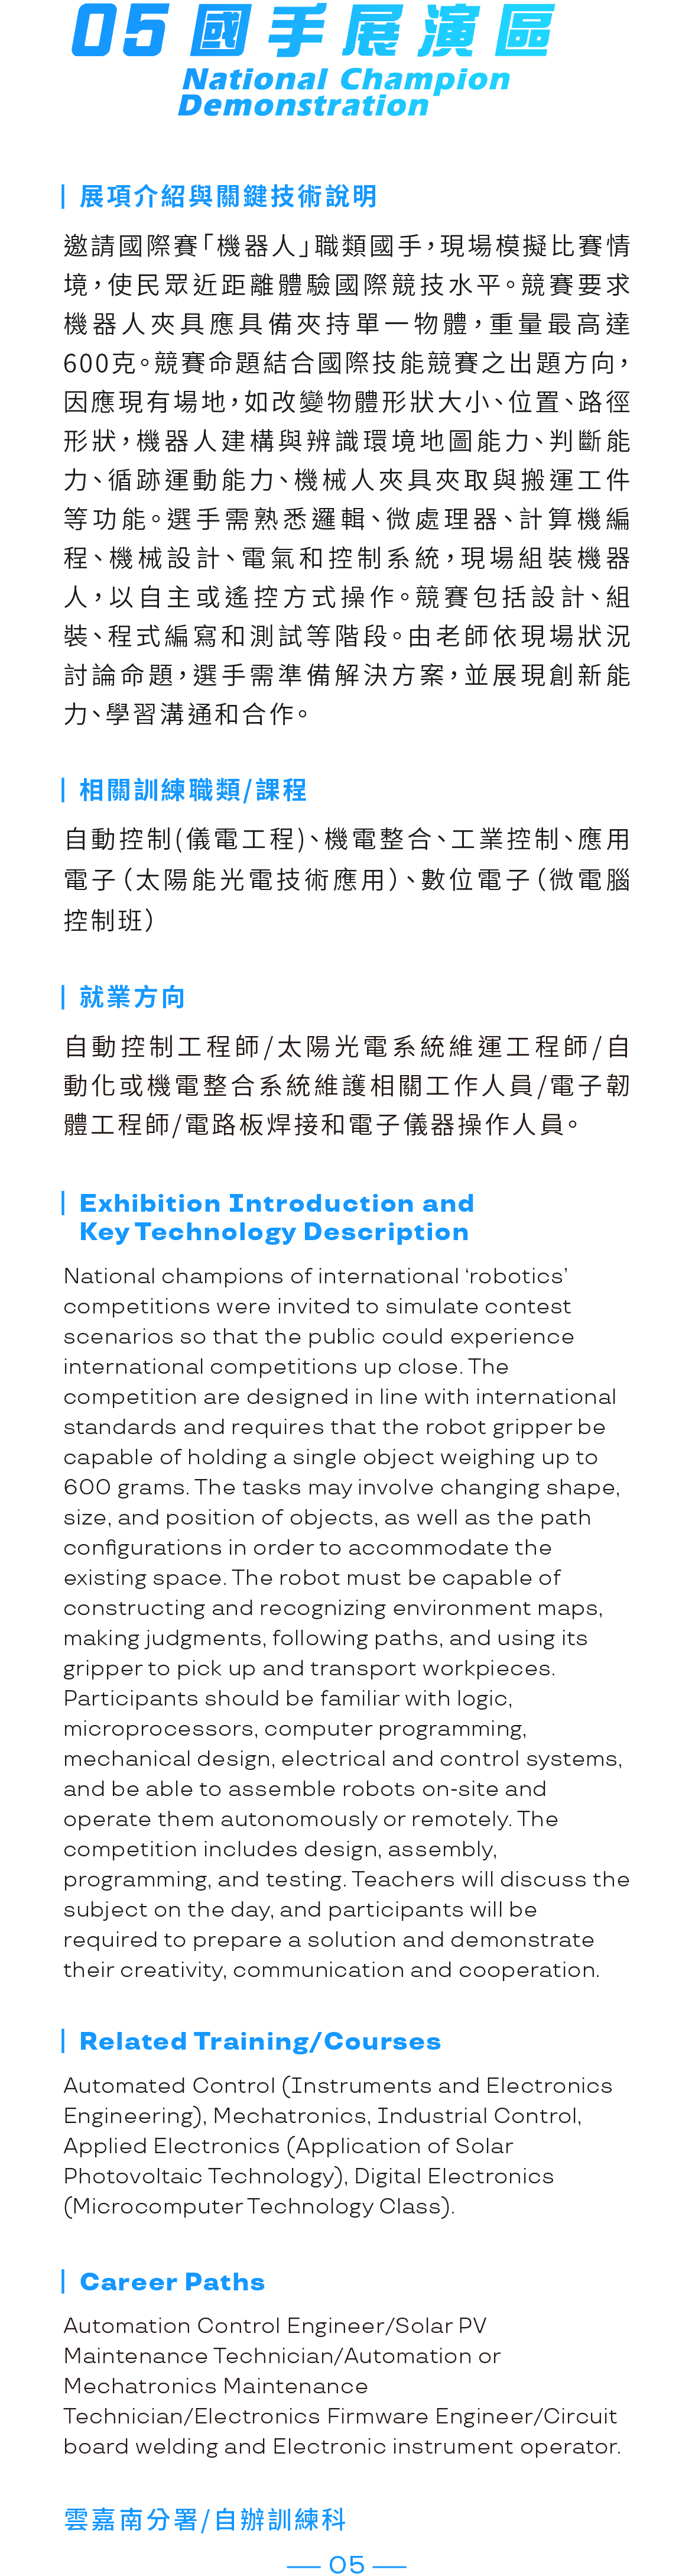 05 國手展演區
National Champion
Demonstration
展項介紹與關鍵技術說明
邀請國際賽「機器人」職類國手，現場模擬比賽情
境，使民眾近距離體驗國際競技水平。競賽要求
機器人夾具應具備夾持單一物體，重量最高達
600克。競賽命題結合國際技能競賽之出題方向，
因應現有場地，如改變物體形狀大小、位置、路徑
形狀，機器人建構與辨識環境地圖能力、判斷能
力、循跡運動能力、機械人夾具夾取與搬運工件
等功能。選手需熟悉邏輯、微處理器、計算機編
程、機械設計、電氣和控制系統，現場組裝機器
人，以自主或遙控方式操作。競賽包括設計、組
裝、程式編寫和測試等階段。由老師依現場狀況
討論命題，選手需準備解決方案，並展現創新能
力、學習溝通和合作。
相關訓練職類/課程
自動控制(儀電工程)、機電整合、工業控制、應用
電子（太陽能光電技術應用）、數位電子（微電腦
控制班）
就業方向
自動控制工程師/太陽光電系統維運工程師/自
動化或機電整合系統維護相關工作人員/電子韌
體工程師/電路板焊接和電子儀器操作人員。
Exhibition Introduction and
Key Technology Description
National champions of international ‘robotics’
competitions were invited to simulate contest
scenarios so that the public could experience
international competitions up close. The
competition are designed in line with international
standards and requires that the robot gripper be
capable of holding a single object weighing up to
600 grams. The tasks may involve changing shape,
size, and position of objects, as well as the path
configurations in order to accommodate the
existing space. The robot must be capable of
constructing and recognizing environment maps,
making judgments, following paths, and using its
gripper to pick up and transport workpieces.
Participants should be familiar with logic,
microprocessors, computer programming,
mechanical design, electrical and control systems,
and be able to assemble robots on-site and
operate them autonomously or remotely. The
competition includes design, assembly,
programming, and testing. Teachers will discuss the
subject on the day, and participants will be
required to prepare a solution and demonstrate
their creativity, communication and cooperation.
Related Training/Courses
Automated Control (Instruments and Electronics
Engineering), Mechatronics, Industrial Control,
Applied Electronics (Application of Solar
Photovoltaic Technology), Digital Electronics
(Microcomputer Technology Class).
Career Paths
Automation Control Engineer/Solar PV
Maintenance Technician/Automation or
Mechatronics Maintenance
Technician/Electronics Firmware Engineer/Circuit
board welding and Electronic instrument operator.
雲嘉南分署/自辦訓練科
— 05 —